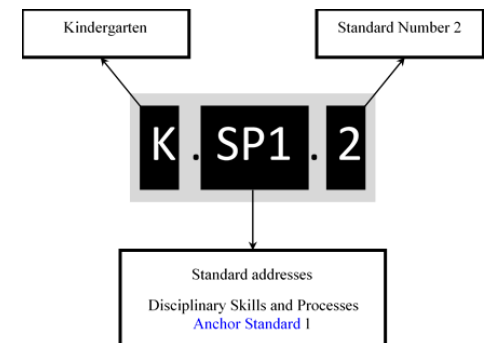 Kindergarten
Standard Number 2
K.SP1.2
Standard addresses
Disciplinary Skills and Processes
Anchor Standard 1